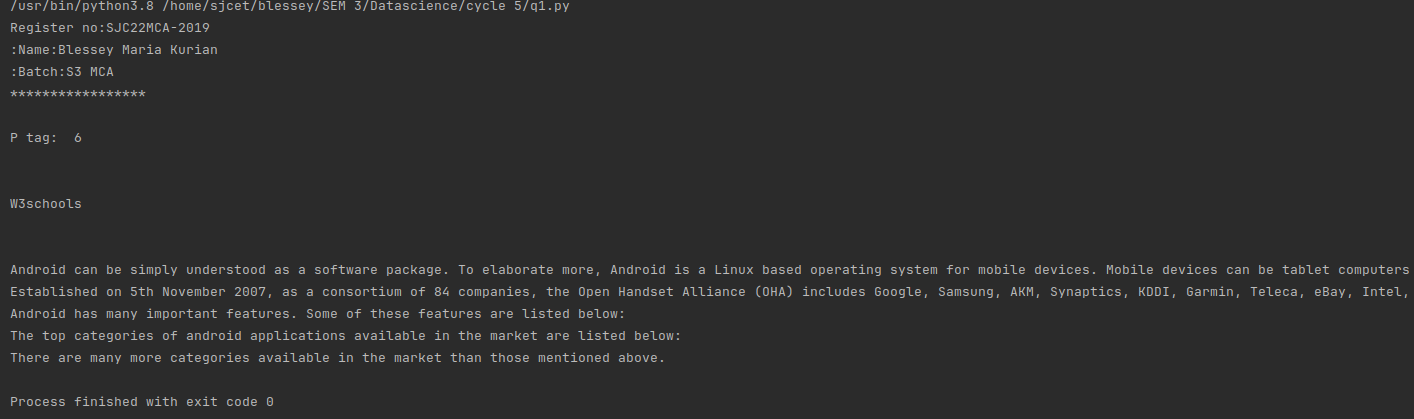 /usr/bin/python3.8 /home/sjcet/blessey/SEM 3/Datascience/cycle 5/q1.py
Register no:SJC22MCA-2019
:Name:Blessey Maria Kurian
:Batch:S3 MCA
*****************
P tag:  6
W3schools
Android can be simply understood as a software package. To elaborate more, Android is a Linux based operating system for mobile devices. Mobile devices can be tablet computers
Established on 5th November 2007, as a consortium of 84 companies, the Open Handset Alliance (OHA) includes Google, Samsung, AKM, Synaptics, KDDI, Garmin, Teleca, eBay, Intel,
Android has many important features. Some of these features are listed below:
The top categories of android applications available in the market are listed below:
There are many more categories available in the market than those mentioned above.
Process finished with exit code 0